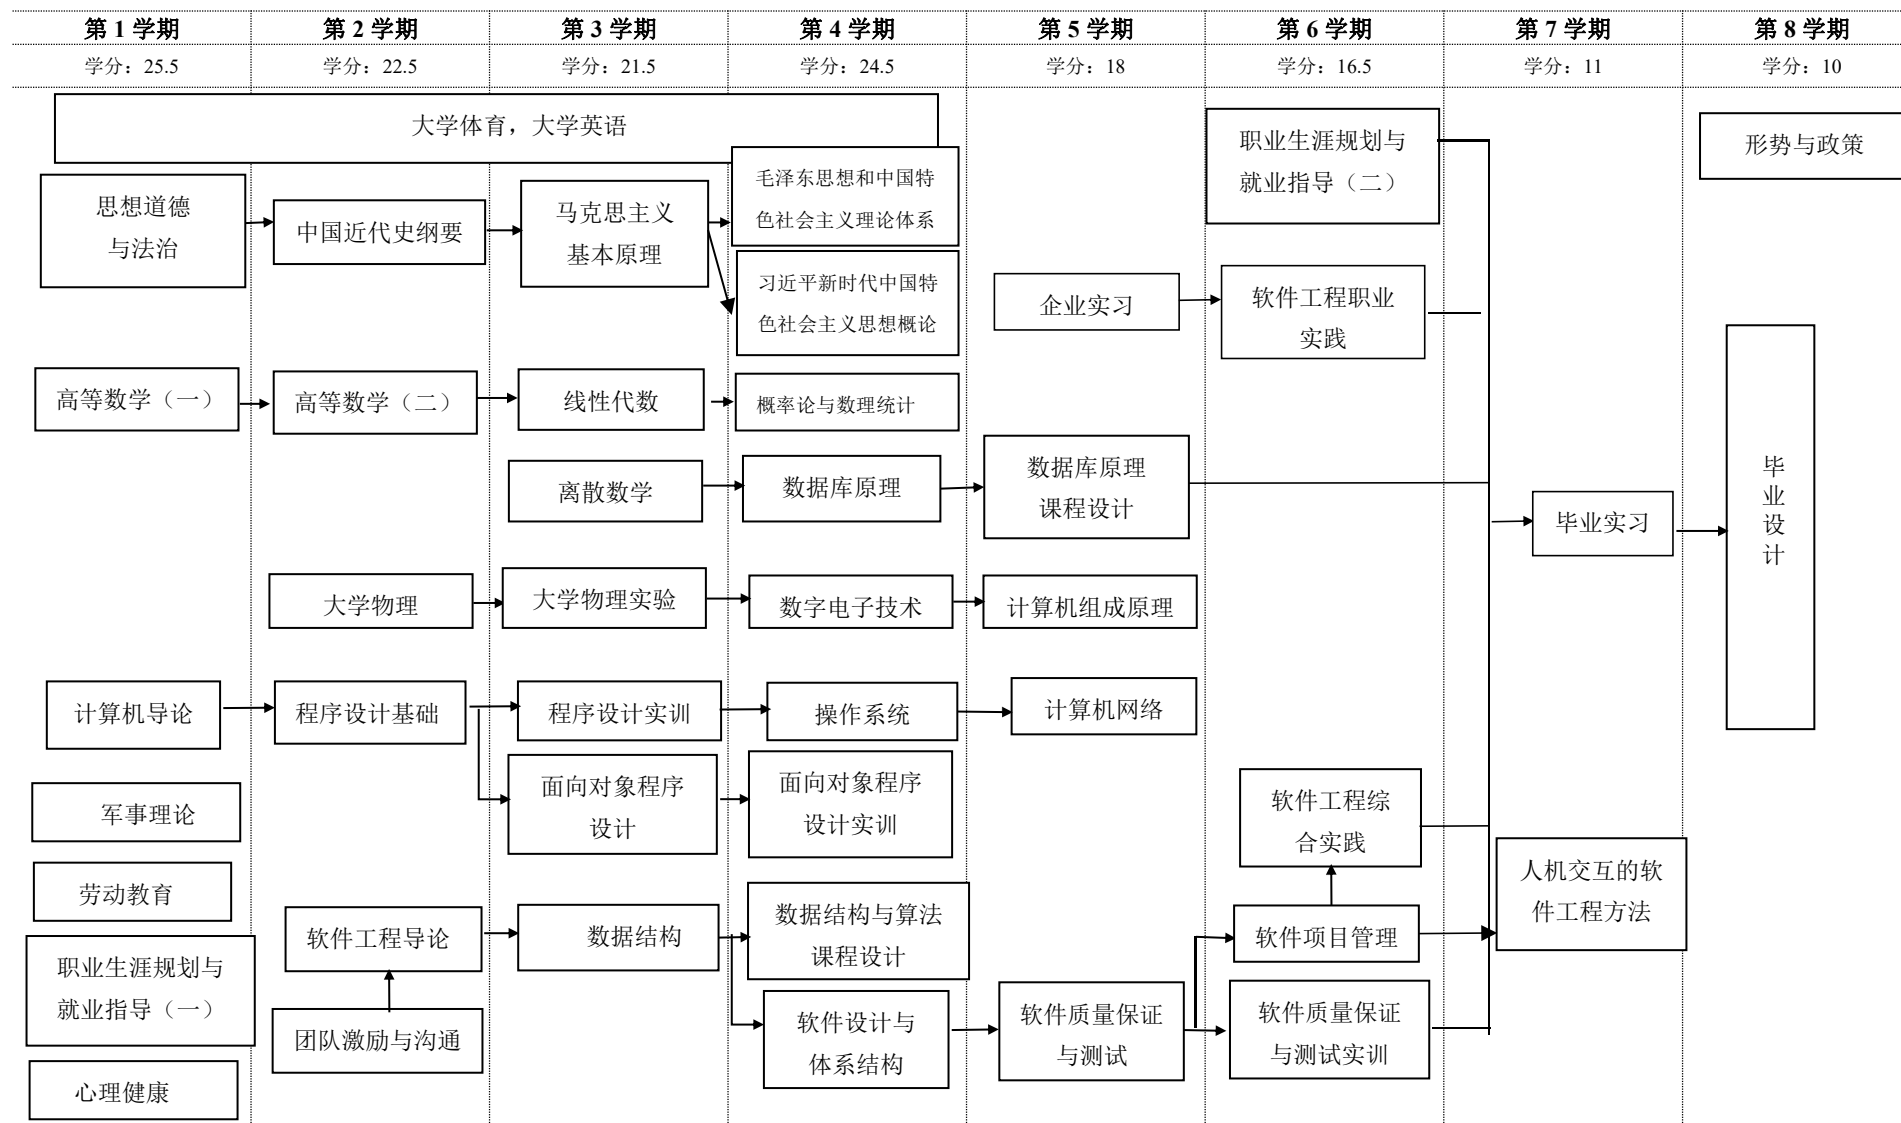 第 1 学期
第 2 学期
第 3 学期
第 4 学期
第 5 学期
第 6 学期
第 7 学期
第 8 学期
学分：25.5
学分：22.5
学分：21.5
学分：24.5
学分：18
学分：16.5
学分：11
学分：10
大学体育，大学英语
职业生涯规划与
就业指导（二）
形势与政策
思想道德
与法治
中国近代史纲要
马克思主义
基本原理
毛泽东思想和中国特
色社会主义理论体系
习近平新时代中国特
色社会主义思想概论
企业实习
软件工程职业
实践
高等数学（一）
高等数学（二）
线性代数
概率论与数理统计
离散数学
数据库原理
数据库原理
课程设计
毕业实习
毕
业
设
计
大学物理
大学物理实验
数字电子技术
计算机组成原理
计算机导论
程序设计基础
程序设计实训
操作系统
计算机网络
军事理论
面向对象程序
设计
面向对象程序
设计实训
软件工程综
合实践
劳动教育
软件工程导论
数据结构
数据结构与算法
课程设计
软件项目管理
人机交互的软
件工程方法
职业生涯规划与
就业指导（一）
团队激励与沟通
软件设计与
体系结构
软件质量保证
与测试
软件质量保证
与测试实训
心理健康